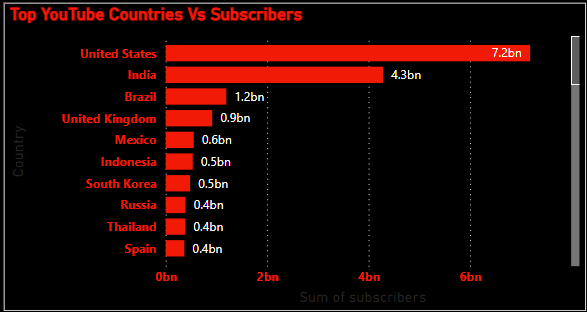 Top YouTube Countries Vs Subscribers
United States 7.2bn
India 4.3bn
Brazil 1.2bn
United Kingdom 0.9bn
Mexico 0.6bn
Indonesia 0.5bn
South Korea 0.5bn
Russia 0.4bn
Thailand 0.4bn
Spain 0.4bn
Country
0bn 2bn 4bn 6bn
Sum of subscribers